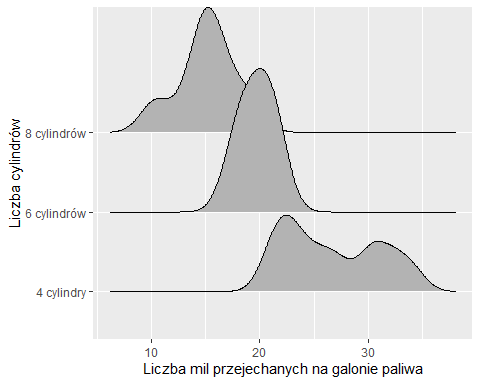 Liczba cylindrów
8 cylindrów
6 cylindrów
4 cylindry
10 20 30
Liczba mil przejechanych na galonie paliwa